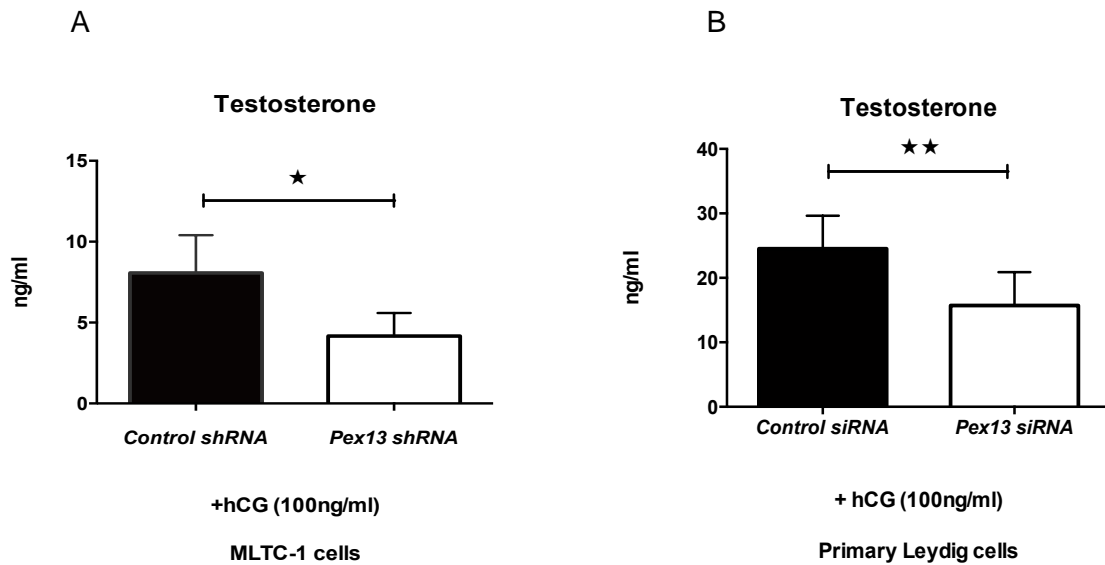 A
Testosterone
★
15
10
5
0
ng/ml
Control shRNA Pex13 shRNA
+hCG (100ng/ml)
MLTC-1 cells
B
Testosterone
★★
40
30
20
10
0
ng/ml
Control siRNA Pex13 siRNA
+ hCG (100ng/ml)
Primary Leydig cells